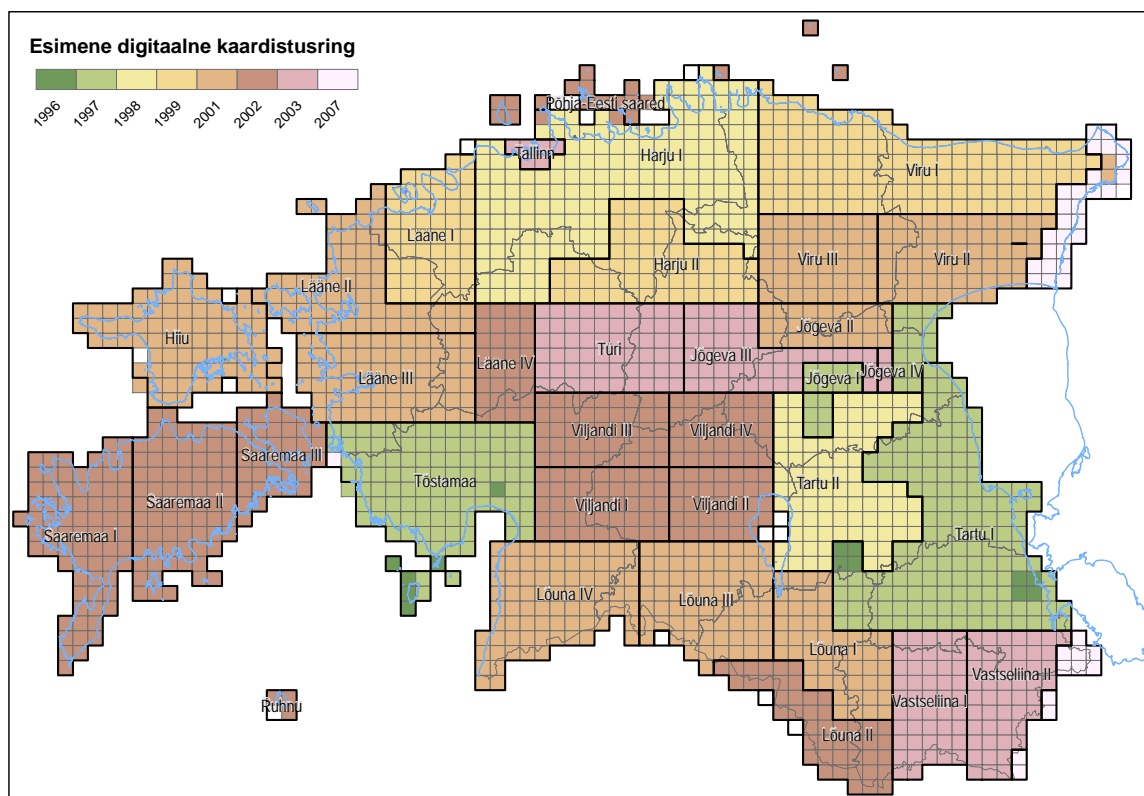 Esimene digitaalne kaardistusring
1996 1997 1998 1999 2001 2002 2003 2007
Põhja-Eesti saared
Tallinn
Harju I
Viru I
Lääne I
Harju II
Viru III
Viru II
Lääne II
Hiiu
Jõgeva II
Türi
Jõgeva III
Lääne IV
Lääne III
Jõgeva I
Jõgeva IV
Viljandi III
Viljandi IV
Saaremaa III
Tõstamaa
Tartu II
Saaremaa II
Viljandi I
Viljandi II
Saaremaa I
Tartu I
Lõuna IV
Lõuna III
Lõuna I
Vastseliina II
Vastseliina I
Ruhnu
Lõuna II